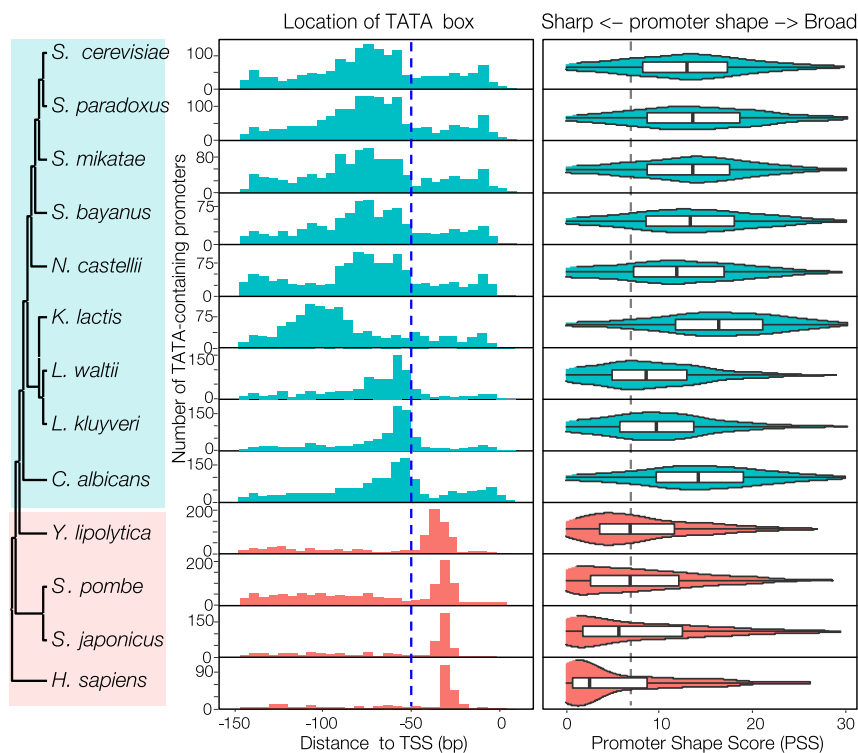 Location of TATA box
Sharp <– promoter shape –> Broad
S. cerevisiae
S. paradoxus
S. mikatae
S. bayanus
N. castellii
K. lactis
L. waltii
L. kluyveri
C. albicans
Y. lipolytica
S. pombe
S. japonicus
H. sapiens
Number of TATA-containing promoters
100
0
100
0
80
0
75
0
75
0
75
0
150
0
150
0
150
0
200
0
200
0
150
0
90
0
-150 -100 -50 0
Distance to TSS (bp)
0 10 20 30
Promoter Shape Score (PSS)